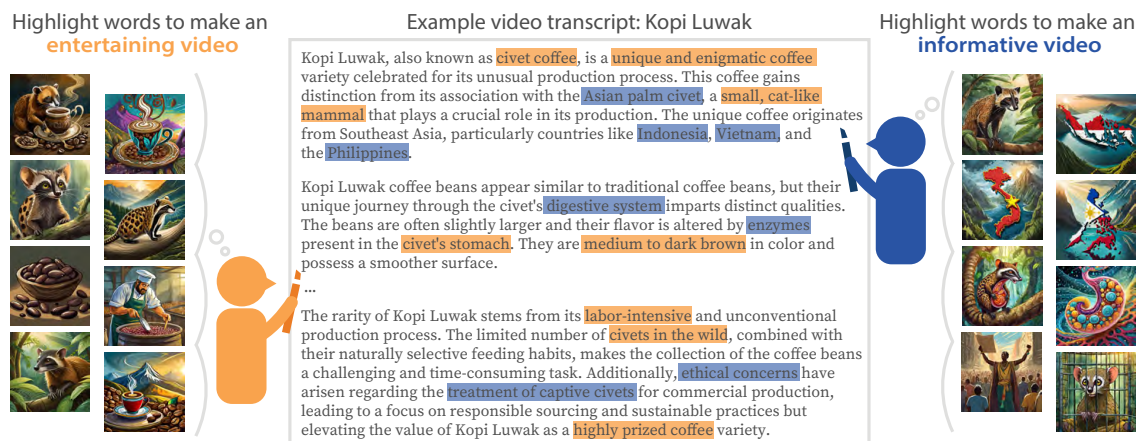 Highlight words to make an
entertaining video
Example video transcript: Kopi Luwak
Kopi Luwak, also known as civet coffee, is a unique and enigmatic coffee
variety celebrated for its unusual production process. This coffee gains
distinction from its association with the Asian palm civet, a small, cat-like
mammal that plays a crucial role in its production. The unique coffee originates
from Southeast Asia, particularly countries like Indonesia, Vietnam, and
the Philippines.
Kopi Luwak coffee beans appear similar to traditional coffee beans, but their
unique journey through the civet's digestive system imparts distinct qualities.
The beans are often slightly larger and their flavor is altered by enzymes
present in the civet's stomach. They are medium to dark brown in color and
possess a smoother surface.
...
The rarity of Kopi Luwak stems from its labor-intensive and unconventional
production process. The limited number of civets in the wild, combined with
their naturally selective feeding habits, makes the collection of the coffee beans
a challenging and time-consuming task. Additionally, ethical concerns have
arisen regarding the treatment of captive civets for commercial production,
leading to a focus on responsible sourcing and sustainable practices but
elevating the value of Kopi Luwak as a highly prized coffee variety.
Highlight words to make an
informative video